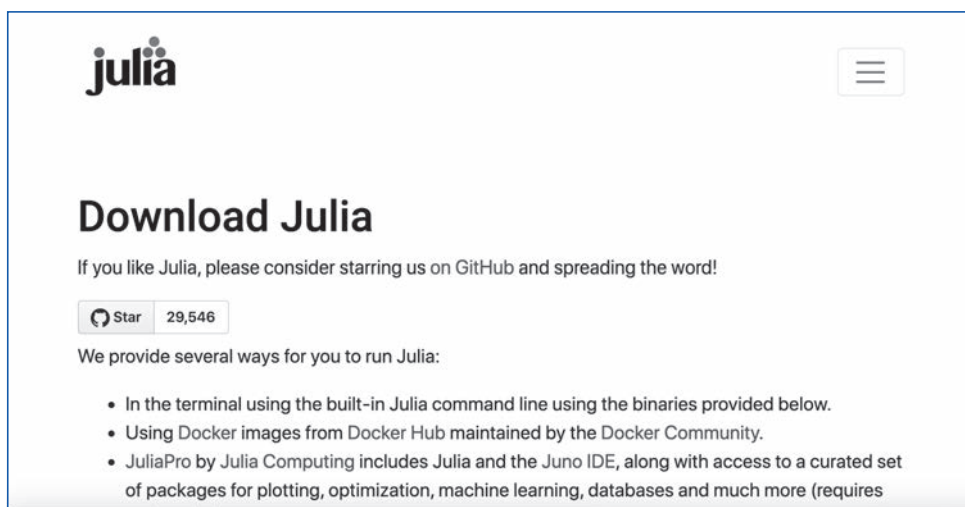 julia
Download Julia
If you like Julia, please consider starring us on GitHub and spreading the word!
Star 29,546
We provide several ways for you to run Julia:
• In the terminal using the built-in Julia command line using the binaries provided below.
• Using Docker images from Docker Hub maintained by the Docker Community.
• JuliaPro by Julia Computing includes Julia and the Juno IDE, along with access to a curated set
of packages for plotting, optimization, machine learning, databases and much more (requires